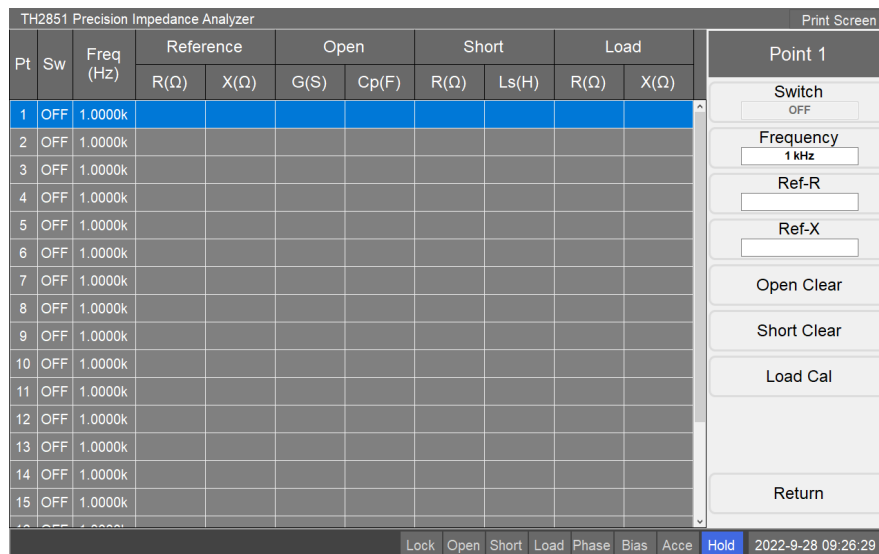 TH2851 Precision Impedance Analyzer Print Screen
Pt Sw Freq (Hz) Reference Open Short Load
R(Ω) X(Ω) G(S) Cp(F) R(Ω) Ls(H) R(Ω) X(Ω)
1 OFF 1.0000k
2 OFF 1.0000k
3 OFF 1.0000k
4 OFF 1.0000k
5 OFF 1.0000k
6 OFF 1.0000k
7 OFF 1.0000k
8 OFF 1.0000k
9 OFF 1.0000k
10 OFF 1.0000k
11 OFF 1.0000k
12 OFF 1.0000k
13 OFF 1.0000k
14 OFF 1.0000k
15 OFF 1.0000k
Point 1
Switch
OFF
Frequency
1 kHz
Ref-R
Ref-X
Open Clear
Short Clear
Load Cal
Return
Lock Open Short Load Phase Bias Acce Hold 2022-9-28 09:26:29